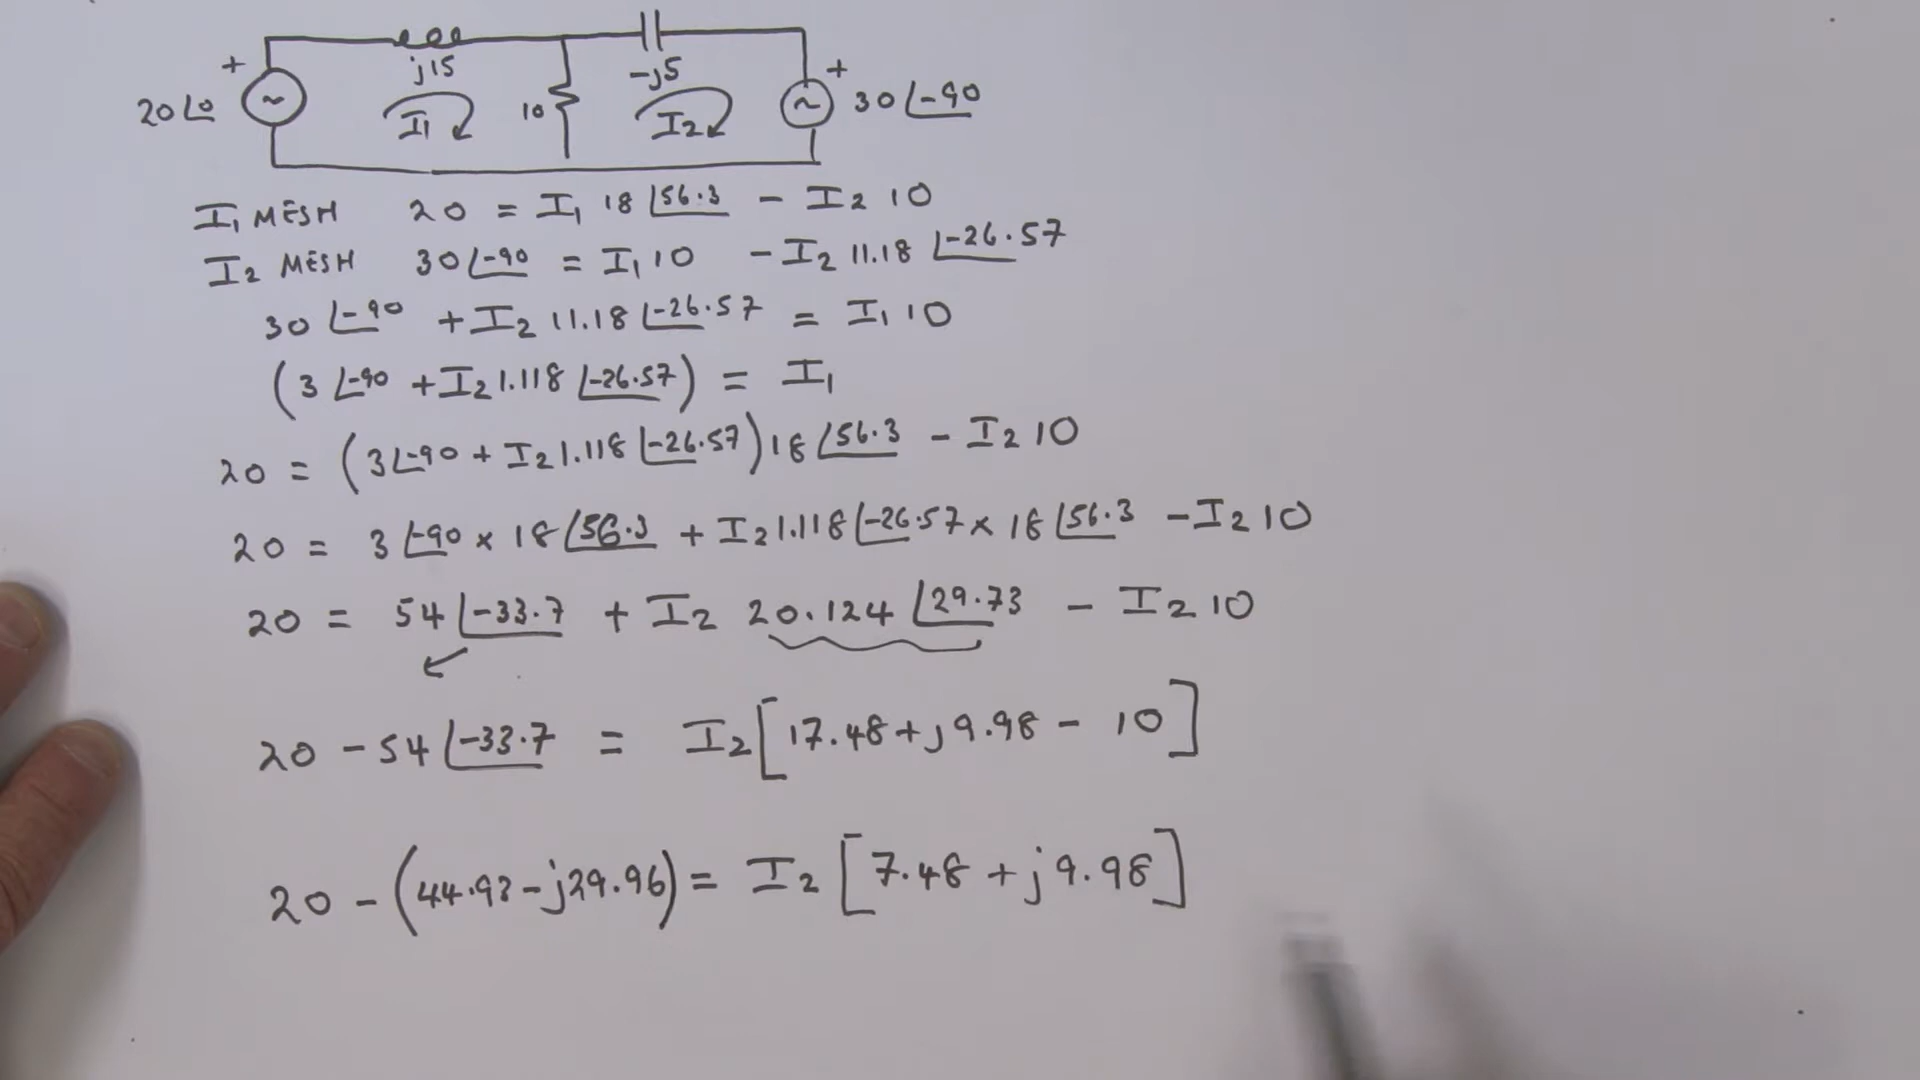 + j15 -j5 +
20∠0 I₁ 10 I₂ 30∠-90
I₁ MESH 20 = I₁ 18∠56.3 - I₂ 10
I₂ MESH 30∠-90 = I₁ 10 - I₂ 11.18∠-26.57
30∠-90 + I₂ 11.18∠-26.57 = I₁ 10
(3∠-90 + I₂ 1.118∠-26.57) = I₁
20 = (3∠-90 + I₂ 1.118∠-26.57) 18∠56.3 - I₂ 10
20 = 3∠-90 × 18∠56.3 + I₂ 1.118∠-26.57 × 18∠56.3 - I₂ 10
20 = 54∠-33.7 + I₂ 20.124∠29.73 - I₂ 10
20 - 54∠-33.7 = I₂ [17.48 + j9.98 - 10]
20 - (44.93 - j29.96) = I₂ [7.48 + j9.98]